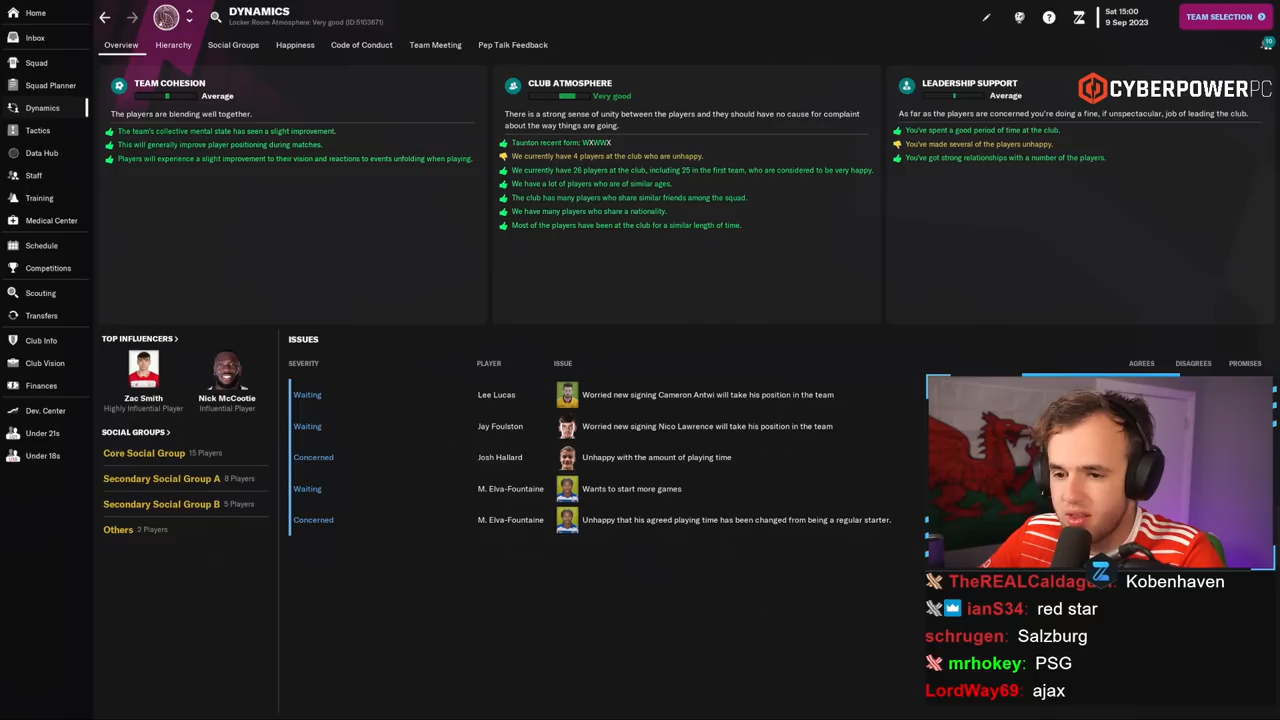 Home
Inbox
Squad
Squad Planner
Dynamics
Tactics
Data Hub
Staff
Training
Medical Center
Schedule
Competitions
Scouting
Transfers
Club Info
Club Vision
Finances
Dev. Center
Under 21s
Under 18s
DYNAMICS
Locker Room Atmosphere: Very good (ID:5103671)
Sat 15:00
9 Sep 2023
TEAM SELECTION
10
Overview
Hierarchy
Social Groups
Happiness
Code of Conduct
Team Meeting
Pep Talk Feedback
TEAM COHESION
Average
The players are blending well together.
The team's collective mental state has seen a slight improvement.
This will generally improve player positioning during matches.
Players will experience a slight improvement to their vision and reactions to events unfolding when playing.
CLUB ATMOSPHERE
Very good
There is a strong sense of unity between the players and they should have no cause for complaint
about the way things are going.
Taunton recent form: WXWWX
We currently have 4 players at the club who are unhappy.
We currently have 26 players at the club, including 25 in the first team, who are considered to be very happy.
We have a lot of players who are of similar ages.
The club has many players who share similar friends among the squad.
We have many players who share a nationality.
Most of the players have been at the club for a similar length of time.
LEADERSHIP SUPPORT
Average
CYBERPOWERPC
As far as the players are concerned you're doing a fine, if unspectacular, job of leading the club.
You've spent a good period of time at the club.
You've made several of the players unhappy.
You've got strong relationships with a number of the players.
TOP INFLUENCERS >
Zac Smith
Highly Influential Player
Nick McCootie
Influential Player
SOCIAL GROUPS >
Core Social Group 15 Players
Secondary Social Group A 8 Players
Secondary Social Group B 5 Players
Others 2 Players
ISSUES
SEVERITY PLAYER ISSUE AGREES DISAGREES PROMISES
Waiting Lee Lucas Worried new signing Cameron Antwi will take his position in the team
Waiting Jay Foulston Worried new signing Nico Lawrence will take his position in the team
Concerned Josh Hallard Unhappy with the amount of playing time
Waiting M. Elva-Fountaine Wants to start more games
Concerned M. Elva-Fountaine Unhappy that his agreed playing time has been changed from being a regular starter.
Kobenhaven
ianS34: red star
schrugen: Salzburg
mrhokey: PSG
LordWay69: ajax